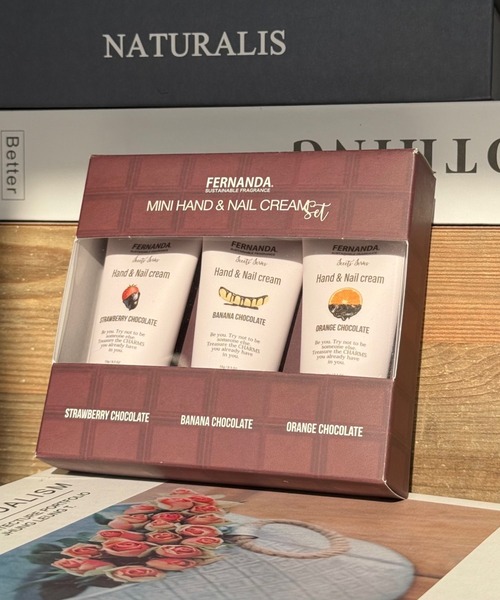 NATURALIS
Better
OTHING
FERNANDA.
SUSTAINABLE FRAGRANCE
MINI HAND & NAIL CREAM Set
FERNANDA.
Hand & Nail cream
STRAWBERRY CHOCOLATE
Be you. Try not to be
someone else.
Treasure the CHARMS
you already have
in you.
FERNANDA.
Hand & Nail cream
BANANA CHOCOLATE
Be you. Try not to be
someone else.
Treasure the CHARMS
you already have
in you.
FERNANDA.
Hand & Nail cream
ORANGE CHOCOLATE
Be you. Try not to be
someone else.
Treasure the CHARMS
you already have
in you.
STRAWBERRY CHOCOLATE
BANANA CHOCOLATE
ORANGE CHOCOLATE
DALISM